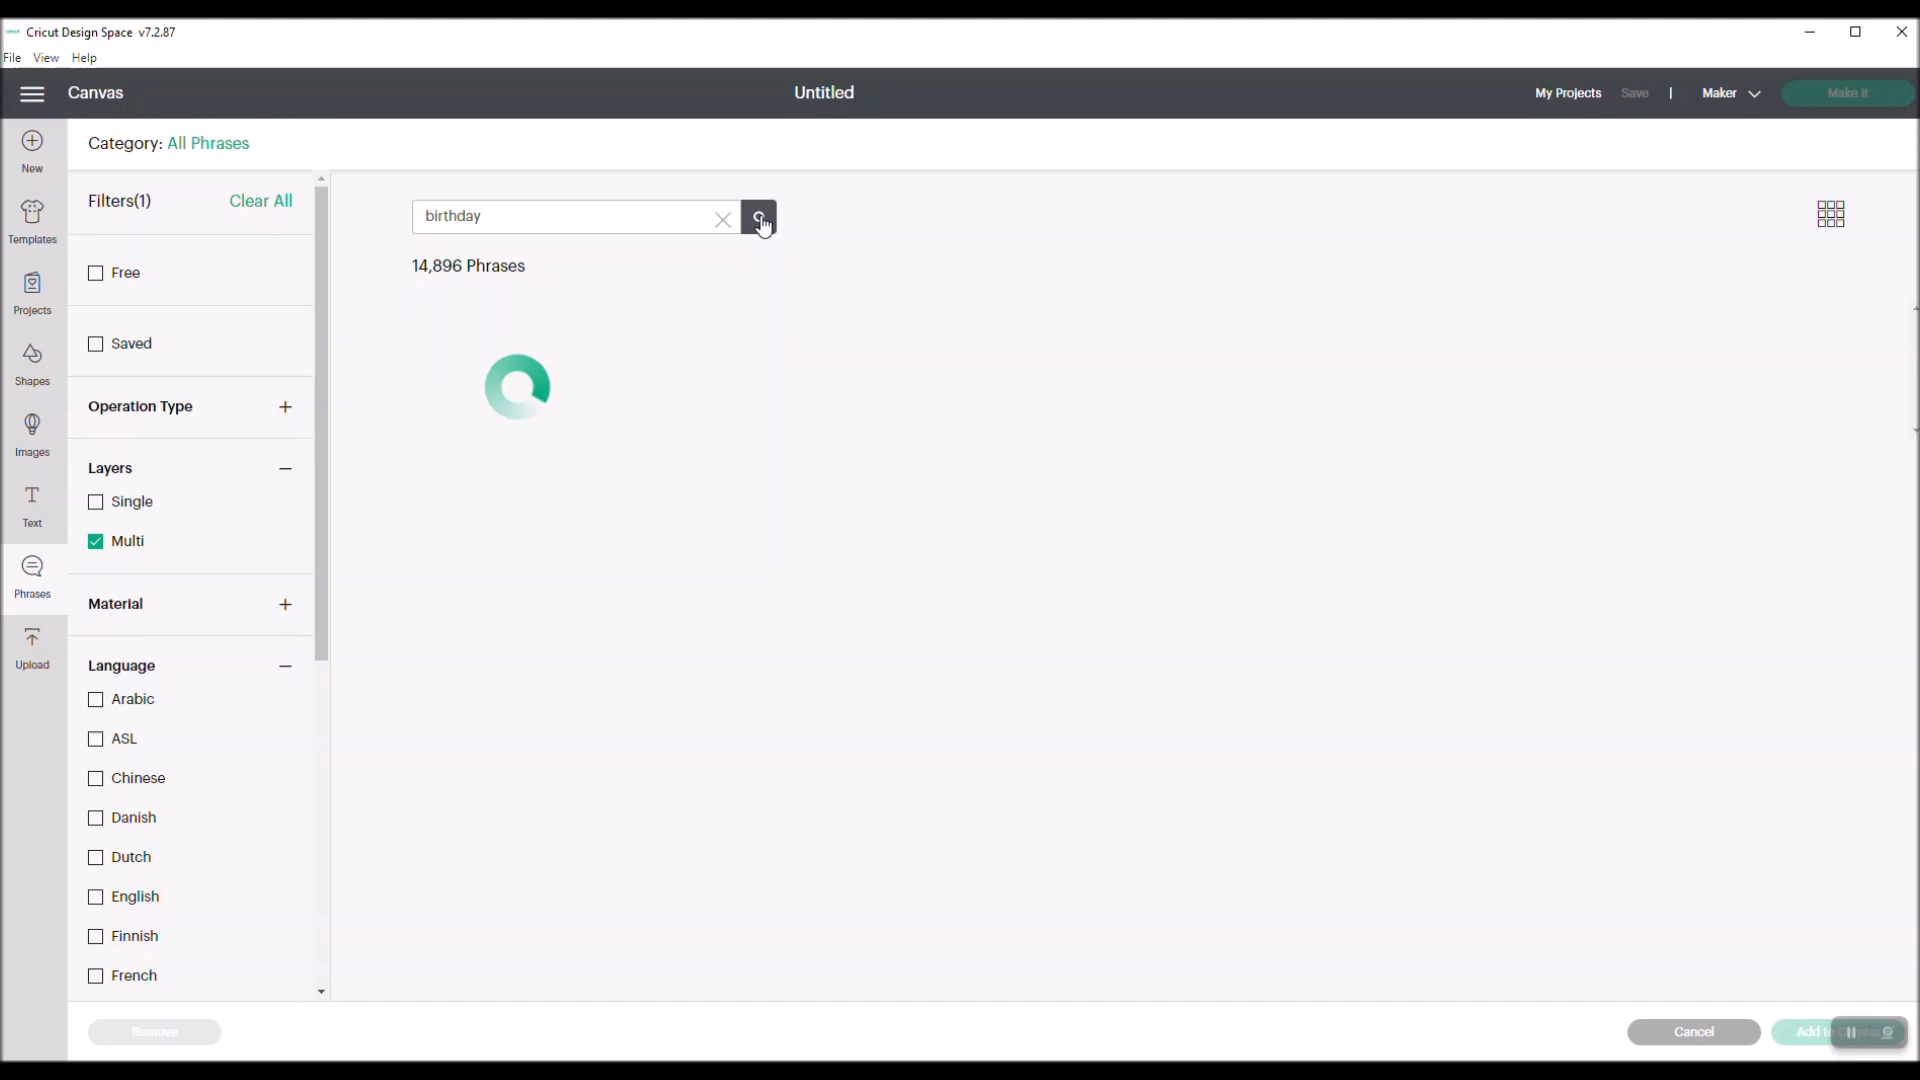 Cricut Design Space v7.2.87
File View Help
Canvas
Untitled
My Projects Save | Maker Make It
Category: All Phrases
New
Templates
Projects
Shapes
Images
Text
Phrases
Upload
Filters(1) Clear All
Free
Saved
Operation Type
Layers
Single
Multi
Material
Language
Arabic
ASL
Chinese
Danish
Dutch
English
Finnish
French
birthday
14,896 Phrases
Remove
Cancel
Add to